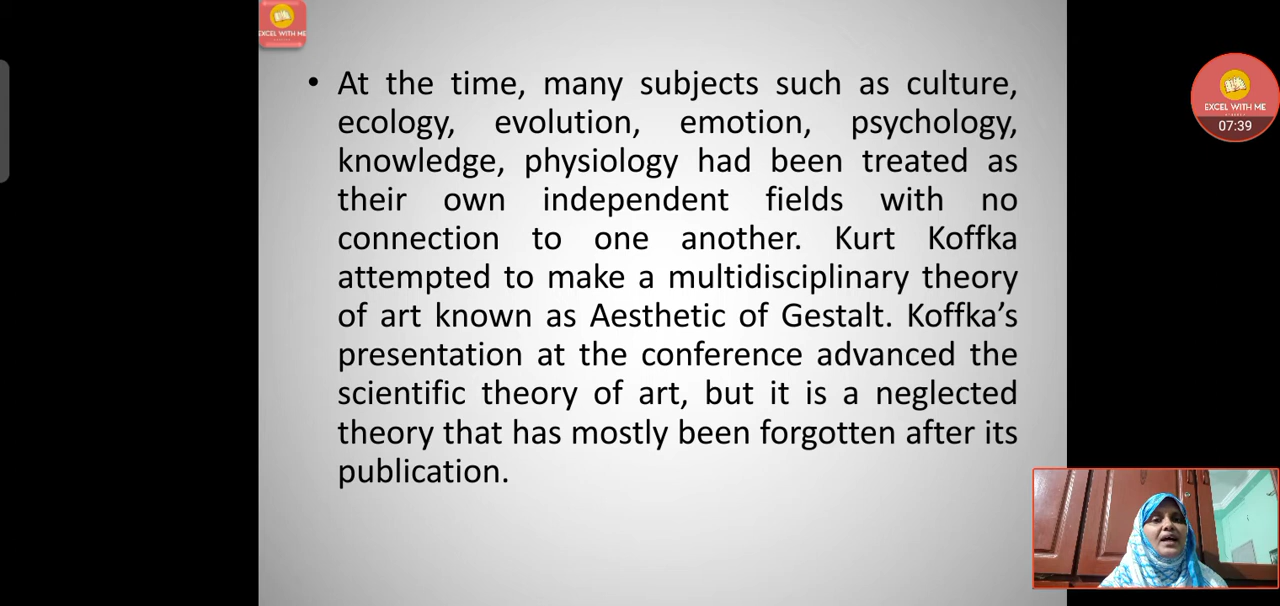 EXCEL WITH ME
• At the time, many subjects such as culture,
ecology, evolution, emotion, psychology,
knowledge, physiology had been treated as
their own independent fields with no
connection to one another. Kurt Koffka
attempted to make a multidisciplinary theory
of art known as Aesthetic of Gestalt. Koffka’s
presentation at the conference advanced the
scientific theory of art, but it is a neglected
theory that has mostly been forgotten after its
publication.
EXCEL WITH ME
07:39